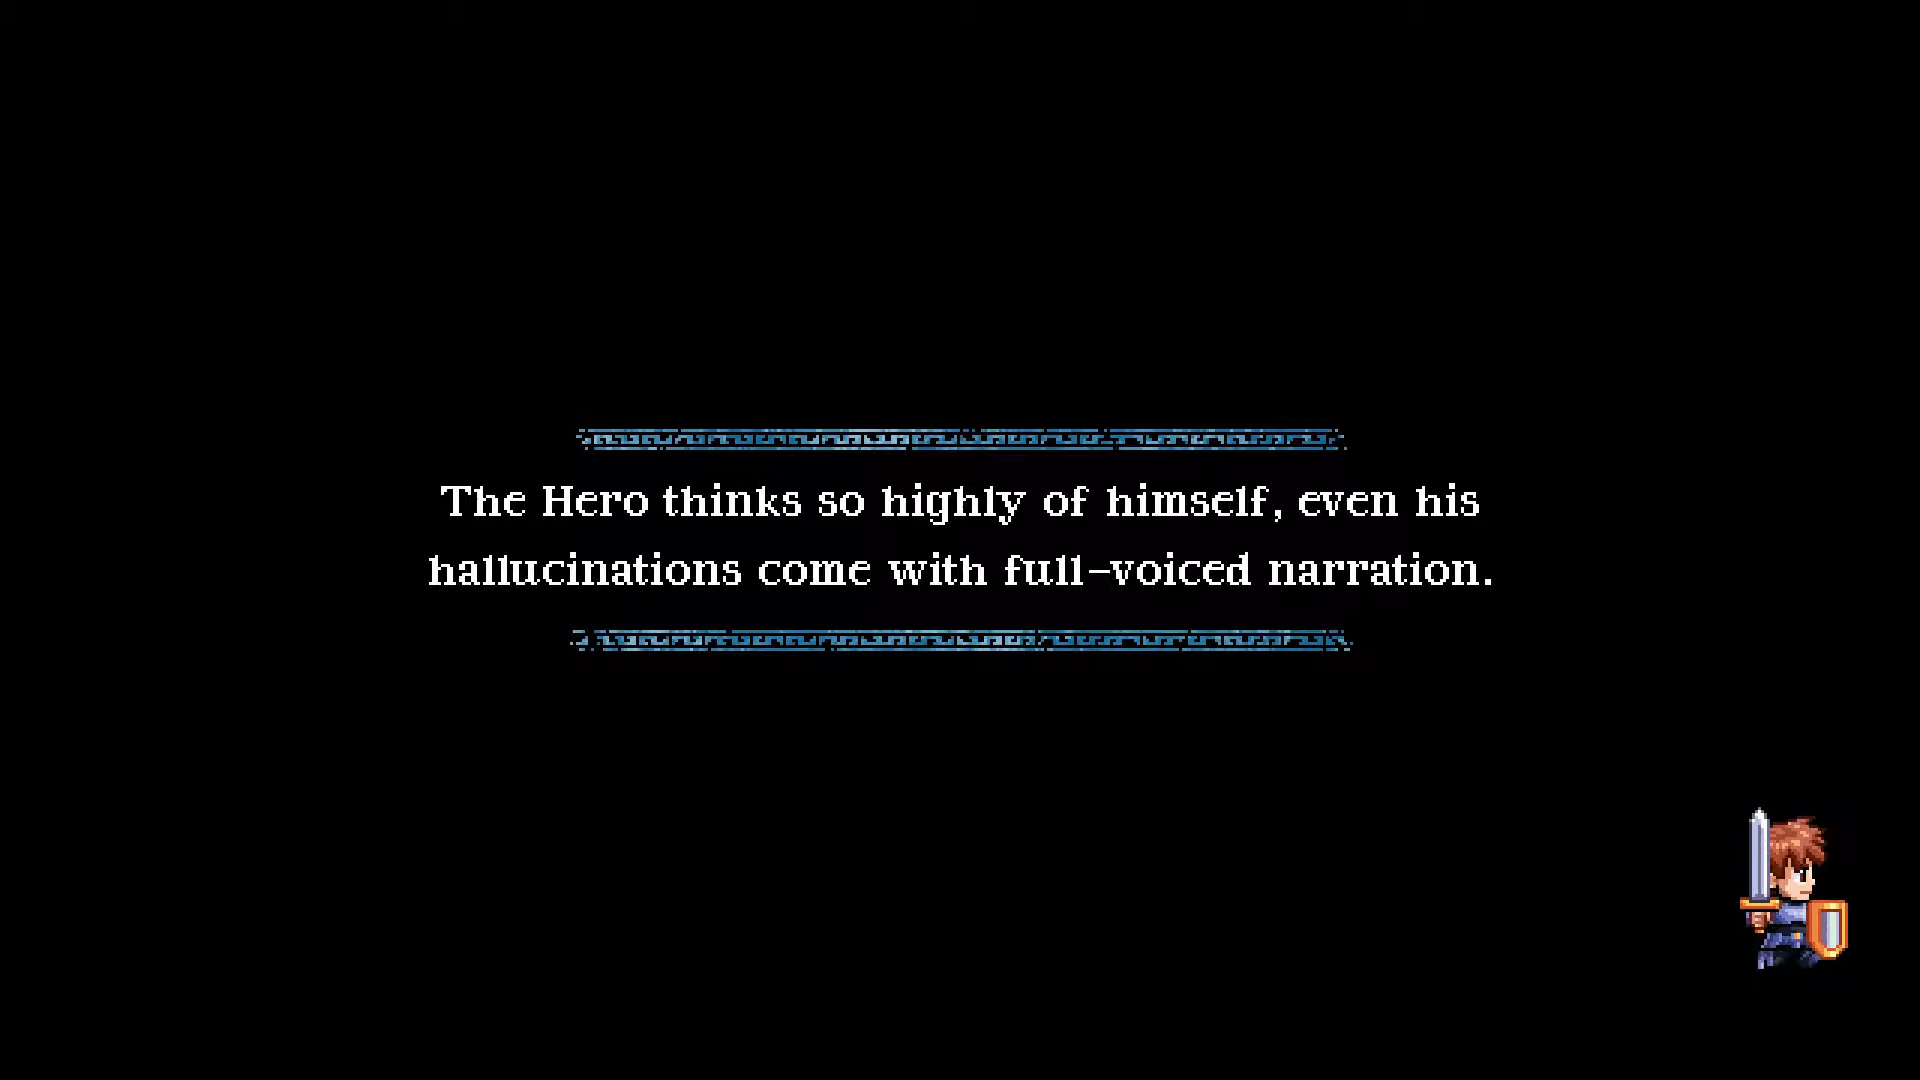 The Hero thinks so highly of himself, even his
hallucinations come with full-voiced narration.